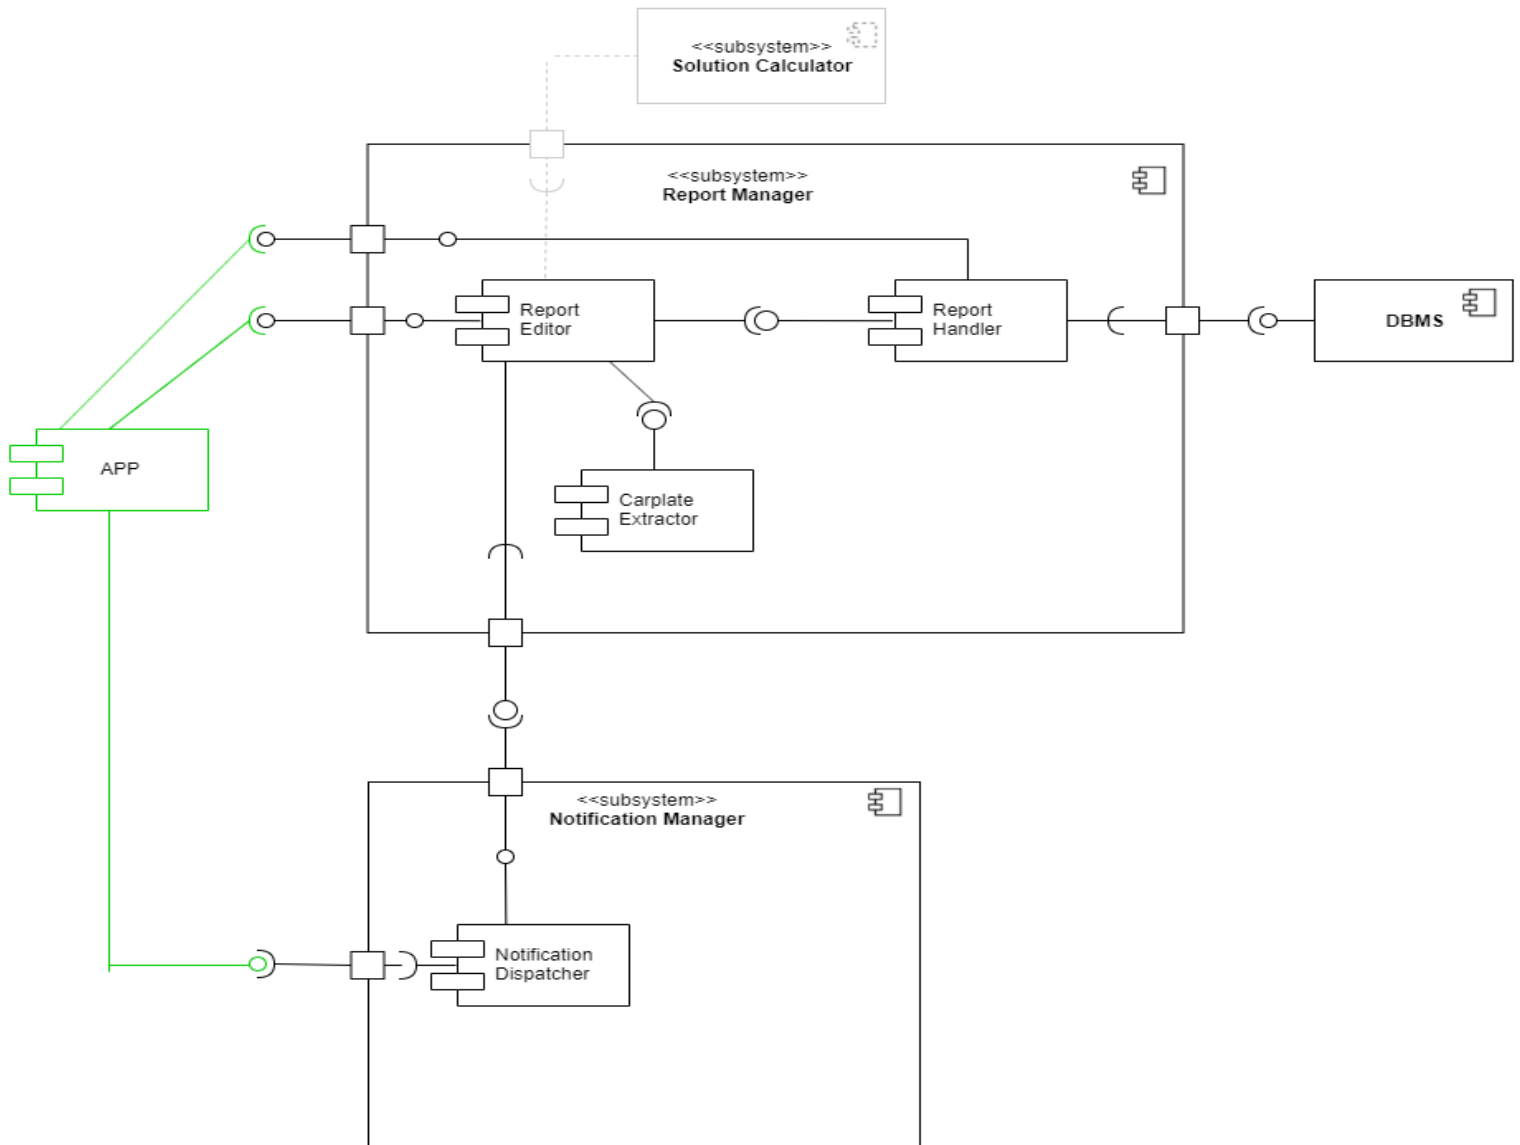 <<subsystem>>
Solution Calculator
<<subsystem>>
Report Manager
Report
Editor
Report
Handler
DBMS
APP
Carplate
Extractor
<<subsystem>>
Notification Manager
Notification
Dispatcher